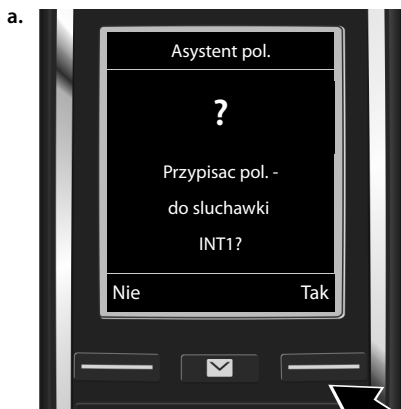 a.
Asystent pol.
?
Przypisac pol. -
do sluchawki
INT1?
Nie Tak